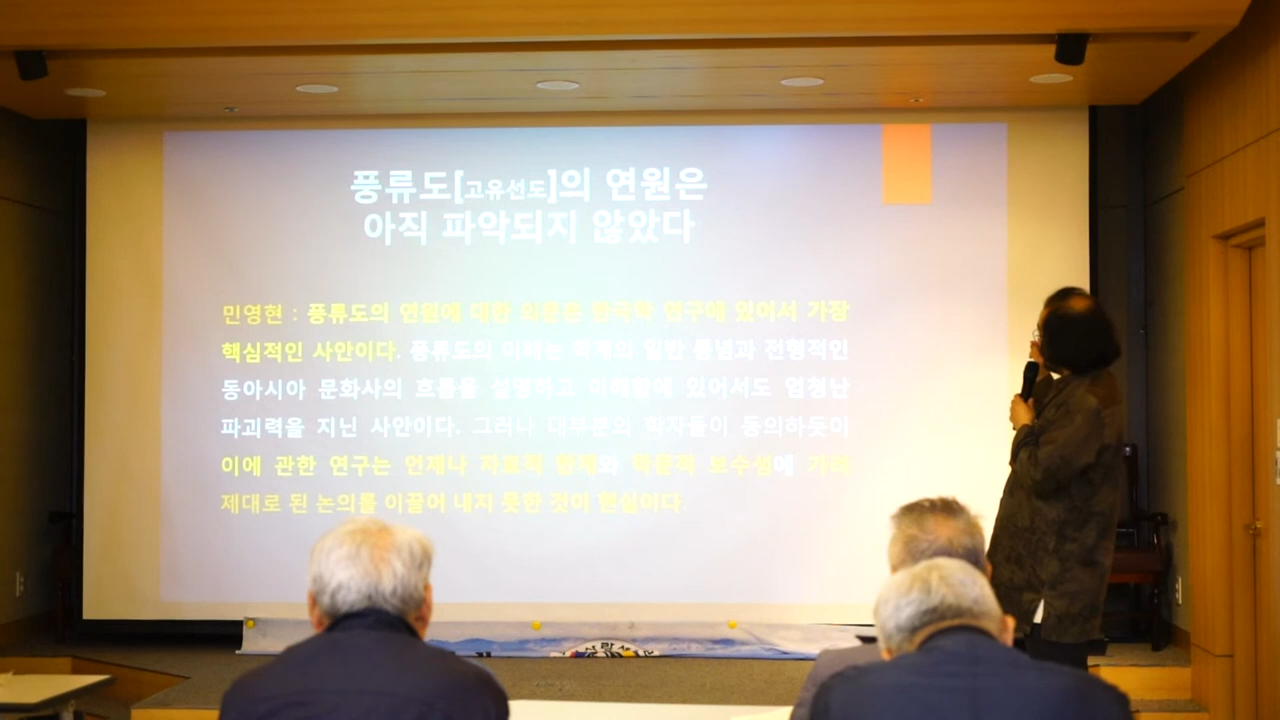 풍류도[고유선도]의 연원은
아직 파악되지 않았다
민영현 : 풍류도의 연원에 대한 의문은 한국학 연구에 있어서 가장
핵심적인 사안이다. 풍류도의 이해는 학계의 일반 통념과 전형적인
동아시아 문화사의 흐름을 설명하고 이해함에 있어서도 엄청난
파괴력을 지닌 사안이다. 그러나 대부분의 학자들이 동의하듯이
이에 관한 연구는 언제나 자료적 한계와 학문적 보수성에 가려
제대로 된 논의를 이끌어 내지 못한 것이 현실이다.